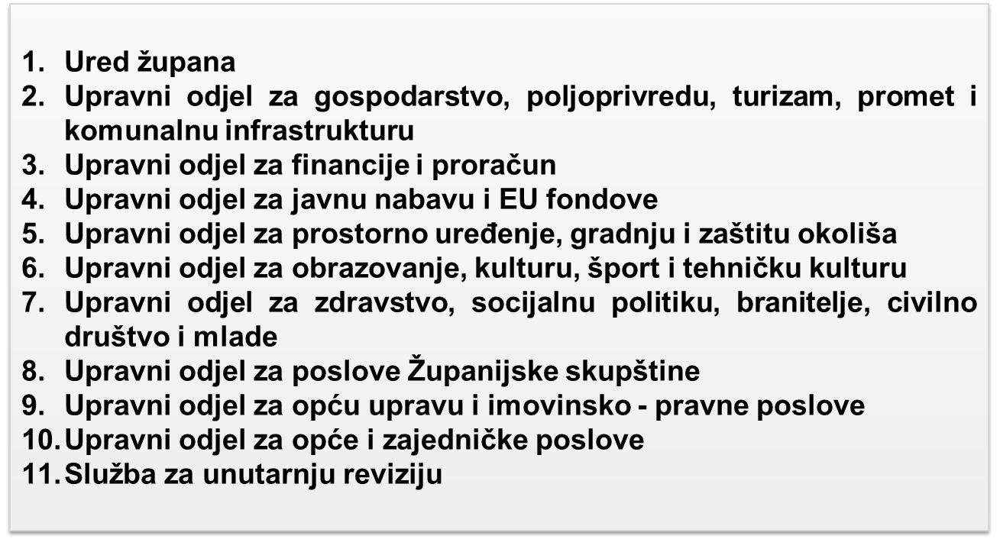 1. Ured župana
2. Upravni odjel za gospodarstvo, poljoprivredu, turizam, promet i
komunalnu infrastrukturu
3. Upravni odjel za financije i proračun
4. Upravni odjel za javnu nabavu i EU fondove
5. Upravni odjel za prostorno uređenje, gradnju i zaštitu okoliša
6. Upravni odjel za obrazovanje, kulturu, šport i tehničku kulturu
7. Upravni odjel za zdravstvo, socijalnu politiku, branitelje, civilno
društvo i mlade
8. Upravni odjel za poslove Županijske skupštine
9. Upravni odjel za opću upravu i imovinsko - pravne poslove
10. Upravni odjel za opće i zajedničke poslove
11. Služba za unutarnju reviziju